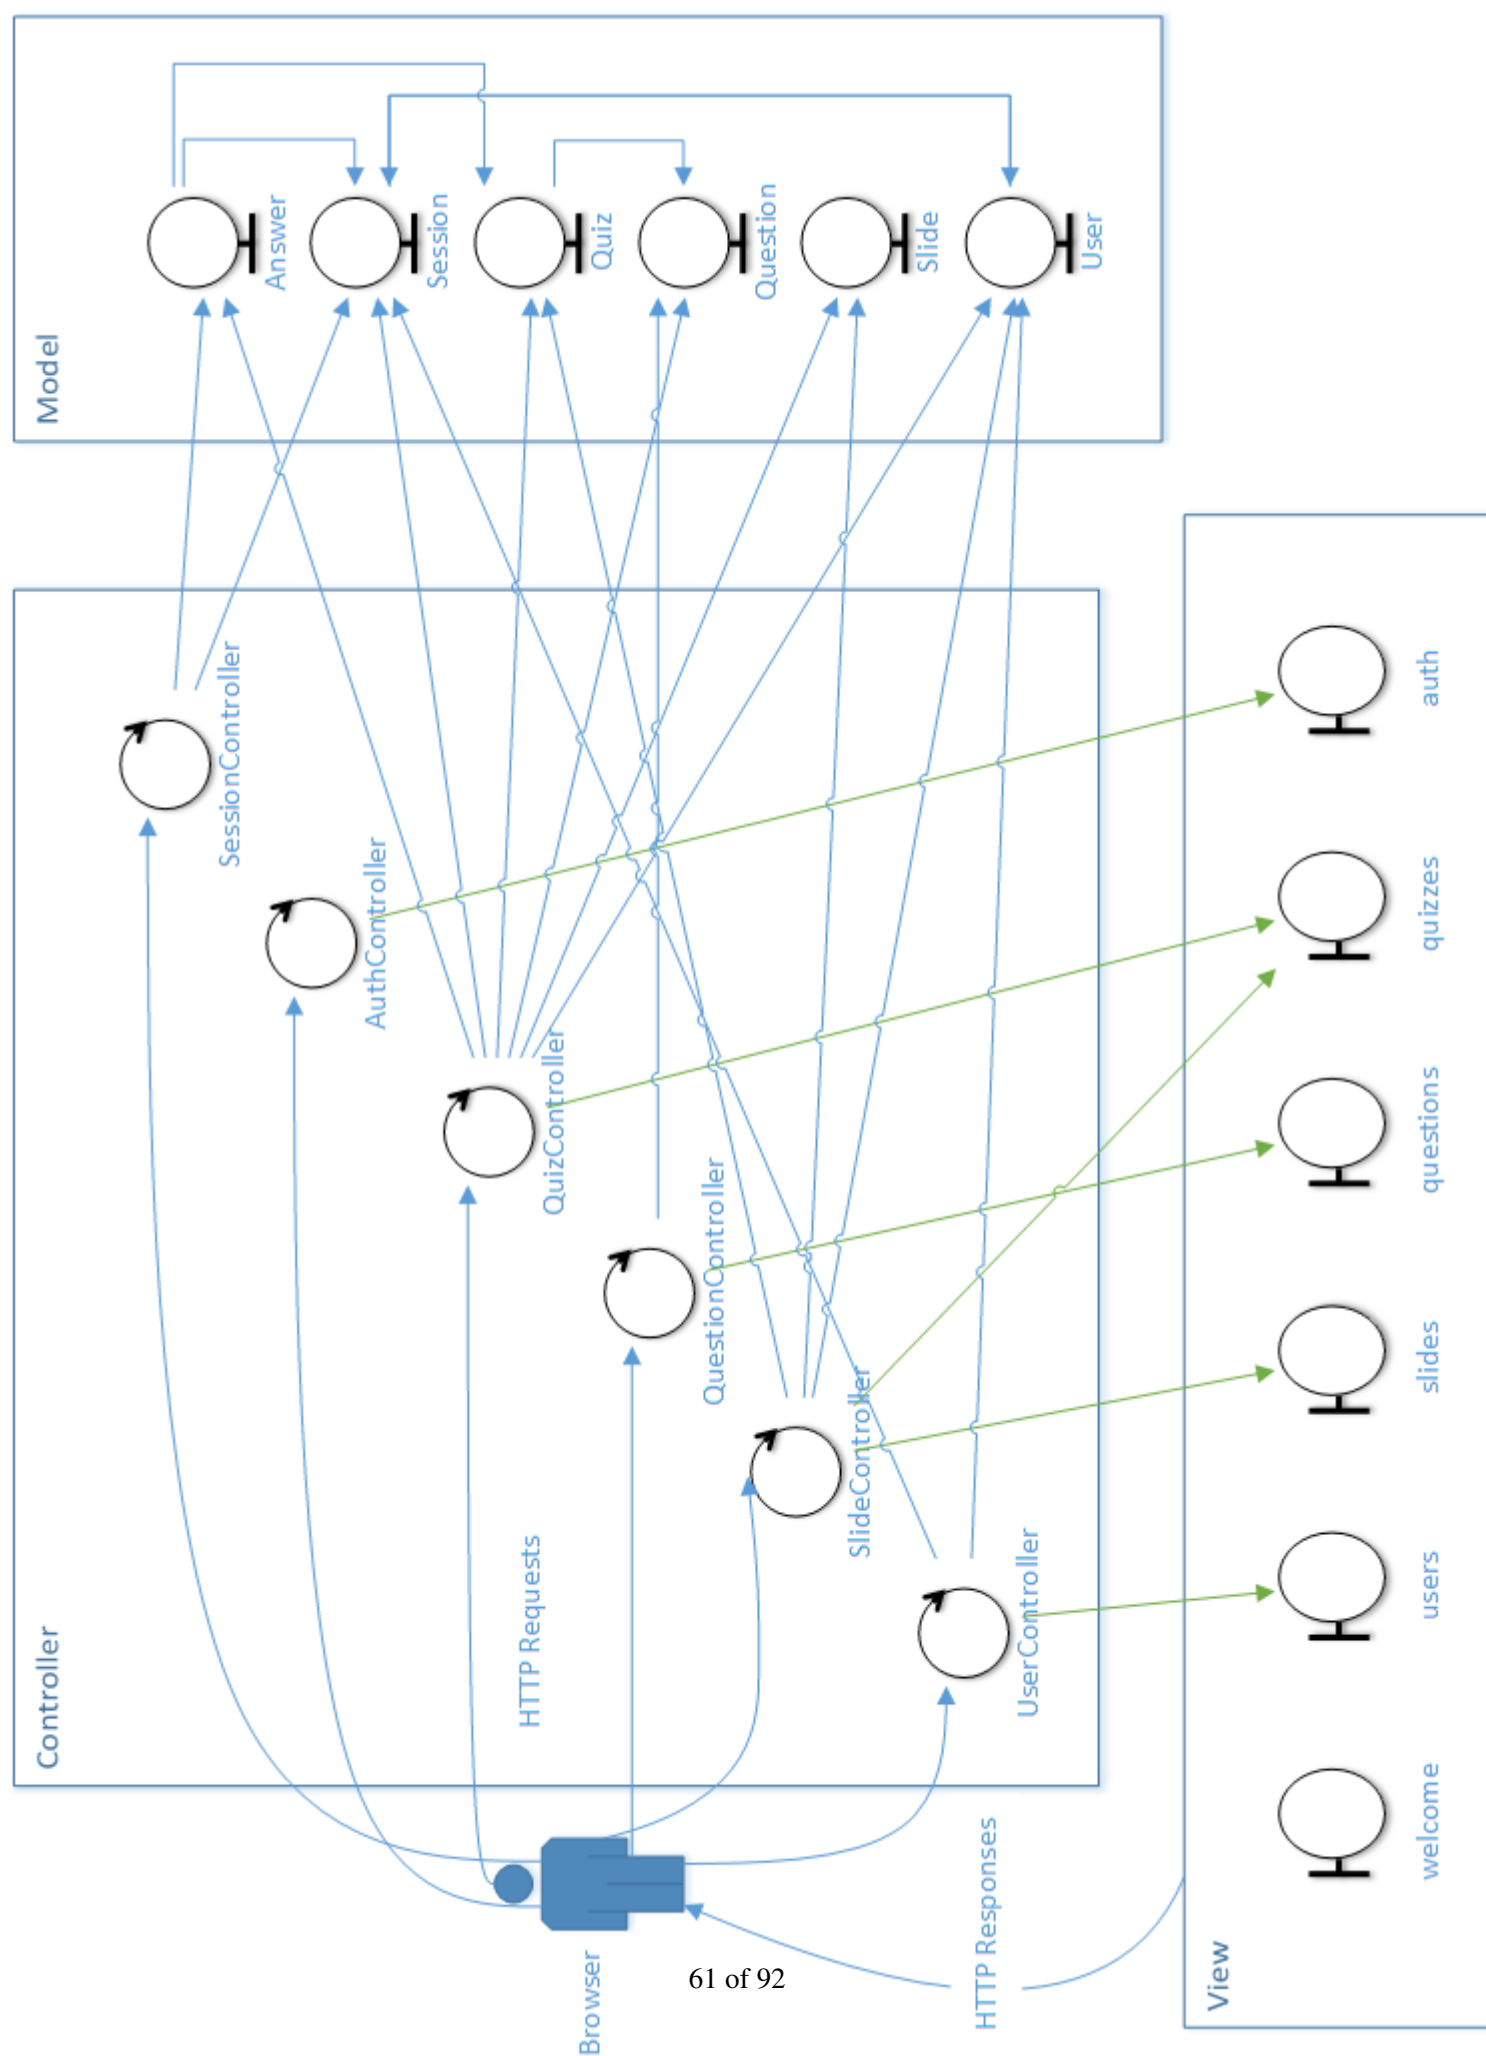 Model
Answer
Session
Quiz
Question
Slide
User
Controller
SessionController
AuthController
QuizController
QuestionController
SlideController
UserController
HTTP Requests
Browser
HTTP Responses
View
welcome
users
slides
questions
quizzes
auth
61 of 92